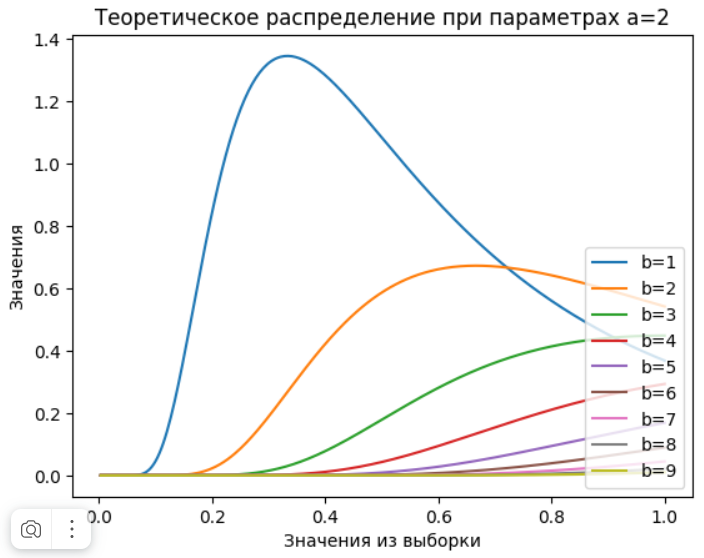 Теоретическое распределение при параметрах a=2
1.4
1.2
1.0
0.8
0.6
0.4
0.2
0.0
Значения
b=1
b=2
b=3
b=4
b=5
b=6
b=7
b=8
b=9
0.0 0.2 0.4 0.6 0.8 1.0
Значения из выборки